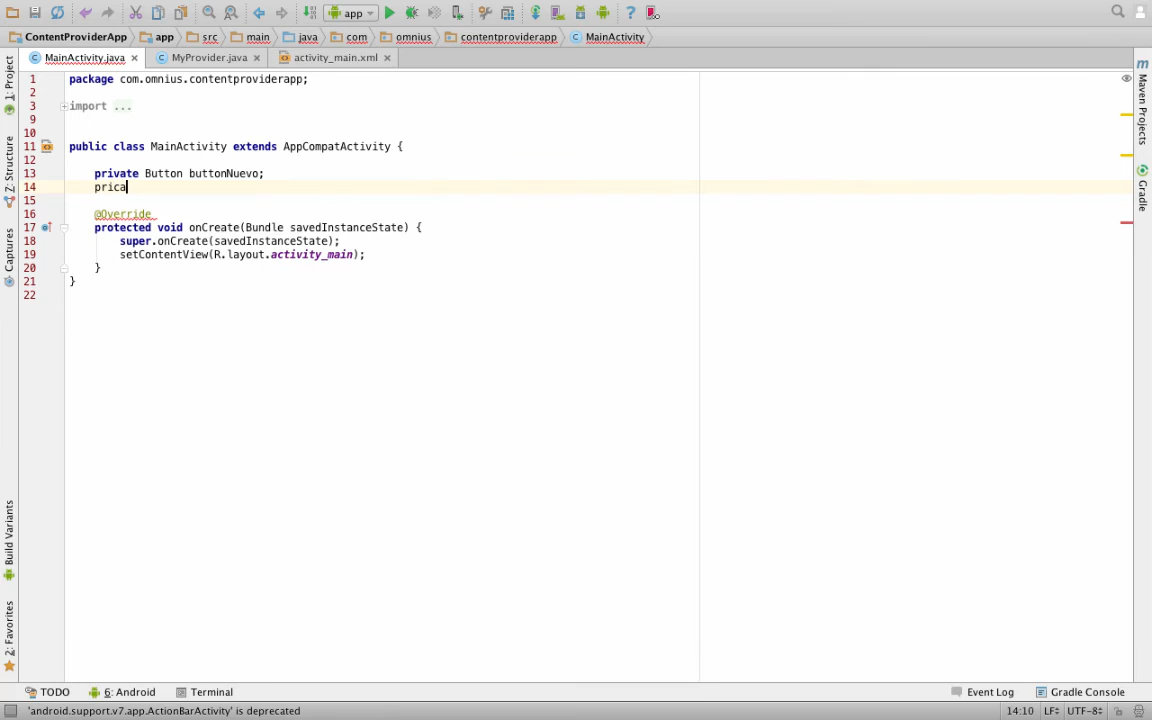 app
ContentProviderApp app src main java com omnius contentproviderapp MainActivity
MainActivity.java MyProvider.java activity_main.xml
1: Project
Z: Structure
Captures
Build Variants
2: Favorites
1 package com.omnius.contentproviderapp;
2
3 import ...
9
10
11 public class MainActivity extends AppCompatActivity {
12
13 private Button buttonNuevo;
14 prica
15
16 @Override
17 protected void onCreate(Bundle savedInstanceState) {
18 super.onCreate(savedInstanceState);
19 setContentView(R.layout.activity_main);
20 }
21 }
22
Maven Projects
Gradle
TODO 6: Android Terminal Event Log Gradle Console
'android.support.v7.app.ActionBarActivity' is deprecated 14:10 LF÷ UTF-8÷